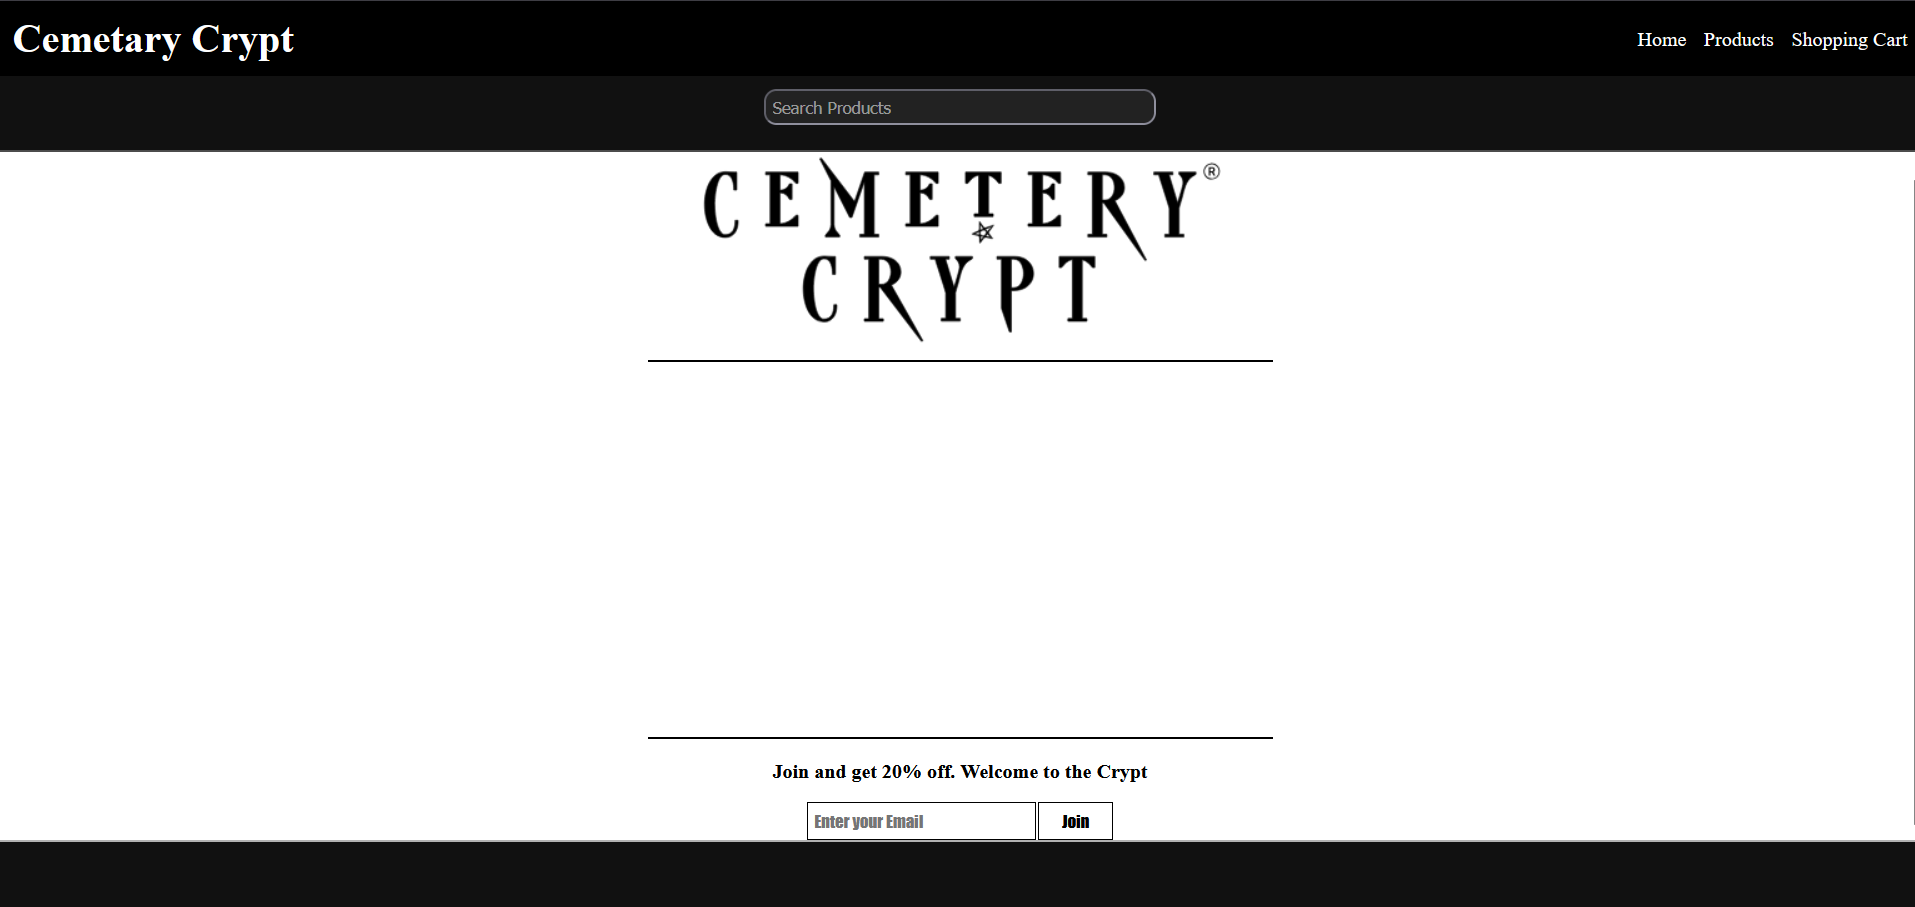 Cemetary Crypt
Home Products Shopping Cart
Search Products
CEMETERY®
CRYPT
Join and get 20% off. Welcome to the Crypt
Enter your Email Join